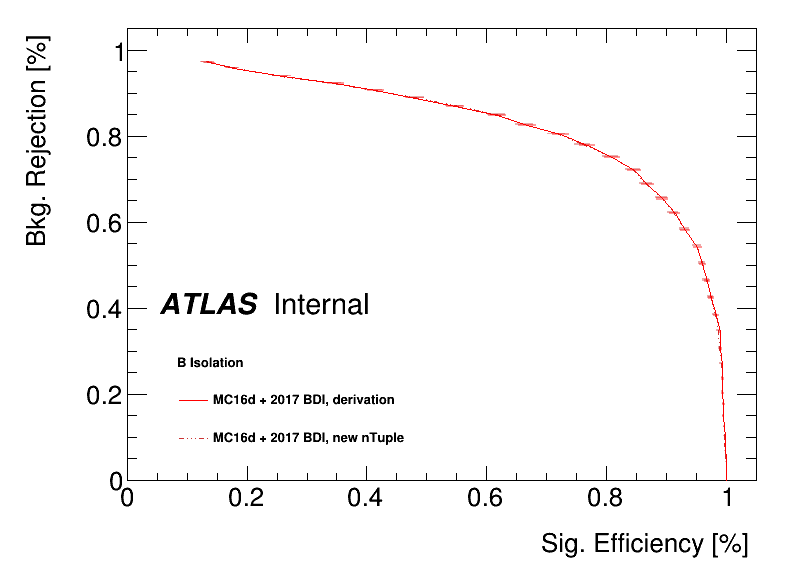 Bkg. Rejection [%]
1
0.8
0.6
0.4
0.2
0
ATLAS Internal
B Isolation
MC16d + 2017 BDI, derivation
MC16d + 2017 BDI, new nTuple
0 0.2 0.4 0.6 0.8 1
Sig. Efficiency [%]